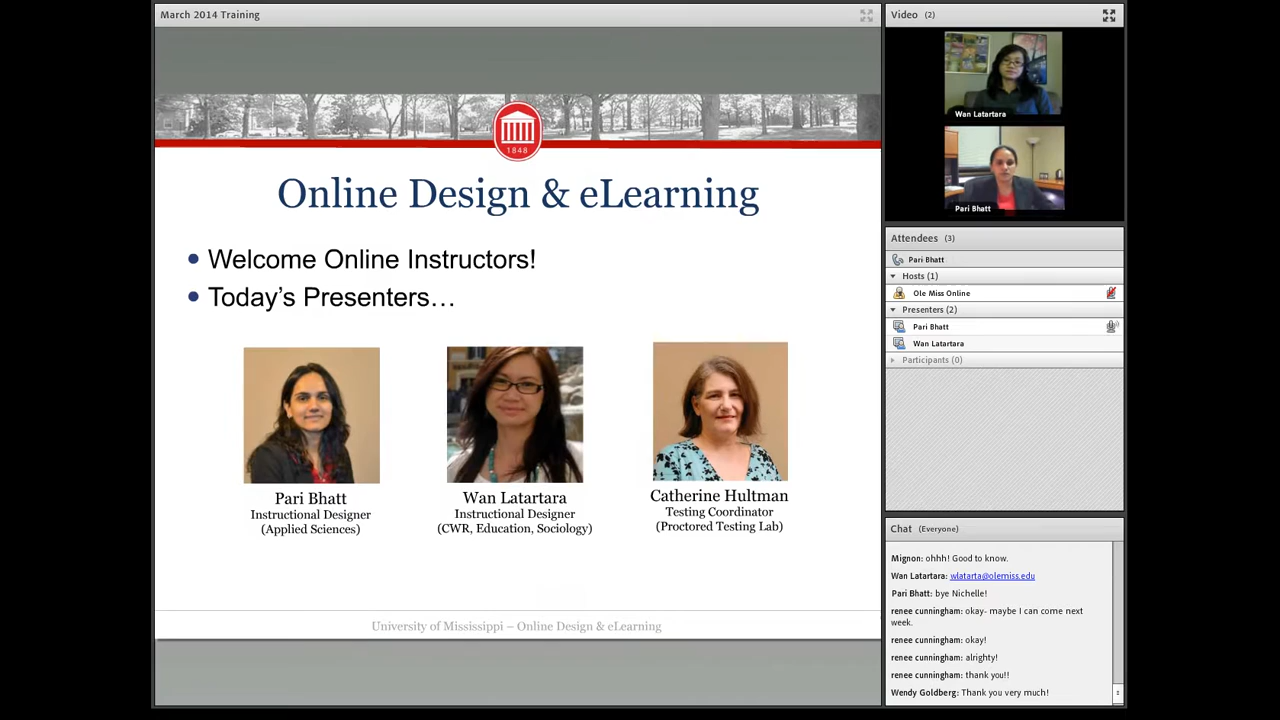 March 2014 Training
1848
Online Design & eLearning
• Welcome Online Instructors!
• Today's Presenters...
Pari Bhatt
Instructional Designer
(Applied Sciences)
Wan Latartara
Instructional Designer
(CWR, Education, Sociology)
Catherine Hultman
Testing Coordinator
(Proctored Testing Lab)
University of Mississippi – Online Design & eLearning
Video (2)
Wan Latartara
Pari Bhatt
Attendees (3)
Pari Bhatt
Hosts (1)
Ole Miss Online
Presenters (2)
Pari Bhatt
Wan Latartara
Participants (0)
Chat (Everyone)
Mignon: ohhh! Good to know.
Wan Latartara: wlatarta@olemiss.edu
Pari Bhatt: bye Nichelle!
renee cunningham: okay- maybe I can come next
week.
renee cunningham: okay!
renee cunningham: alrighty!
renee cunningham: thank you!!
Wendy Goldberg: Thank you very much!